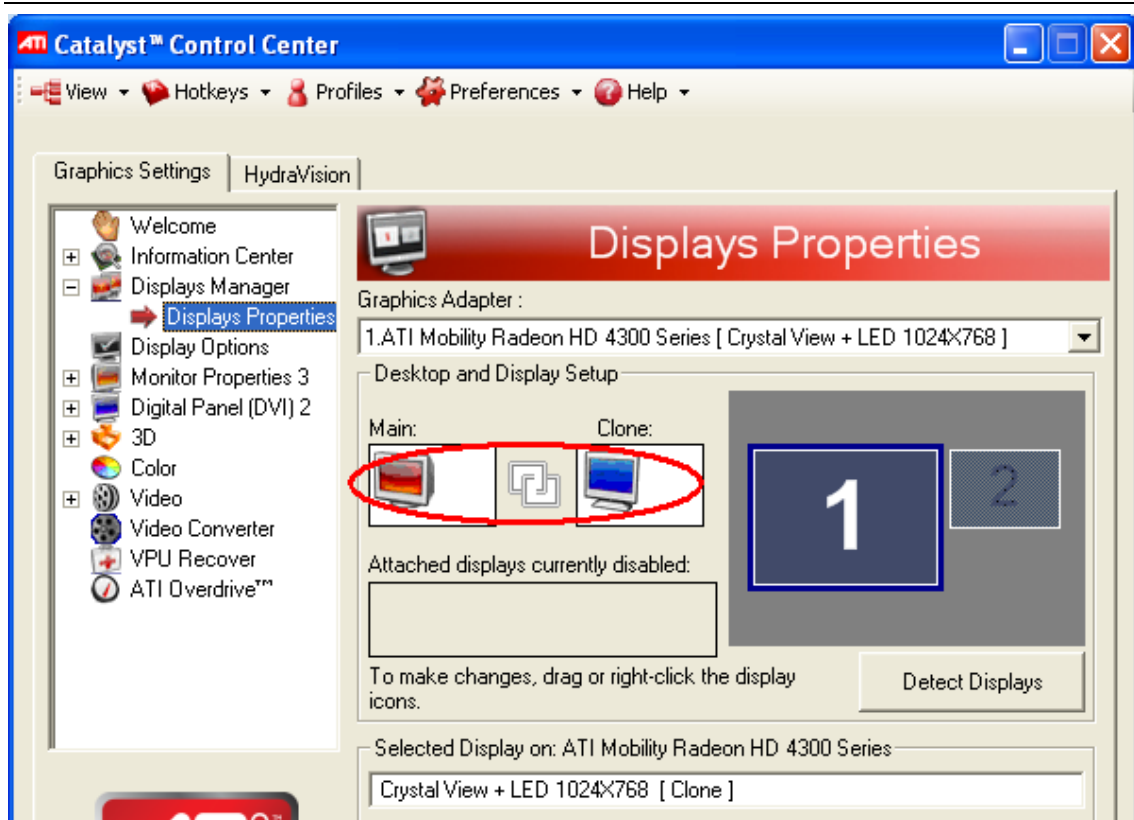 ATI Catalyst™ Control Center
View Hotkeys Profiles Preferences Help
Graphics Settings HydraVision
Welcome
Information Center
Displays Manager
Displays Properties
Display Options
Monitor Properties 3
Digital Panel (DVI) 2
3D
Color
Video
Video Converter
VPU Recover
ATI Overdrive™
Displays Properties
Graphics Adapter :
1.ATI Mobility Radeon HD 4300 Series [ Crystal View + LED 1024X768 ]
Desktop and Display Setup
Main: Clone:
1 2
Attached displays currently disabled:
To make changes, drag or right-click the display
icons.
Detect Displays
Selected Display on: ATI Mobility Radeon HD 4300 Series
Crystal View + LED 1024X768 [ Clone ]